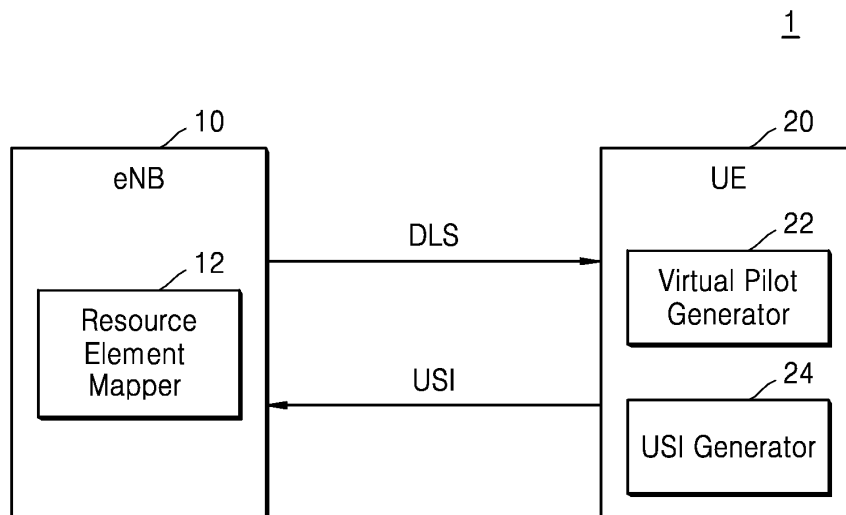 1
10
20
eNB
UE
DLS
22
12
Virtual Pilot
Generator
Resource
Element
Mapper
USI
24
USI Generator